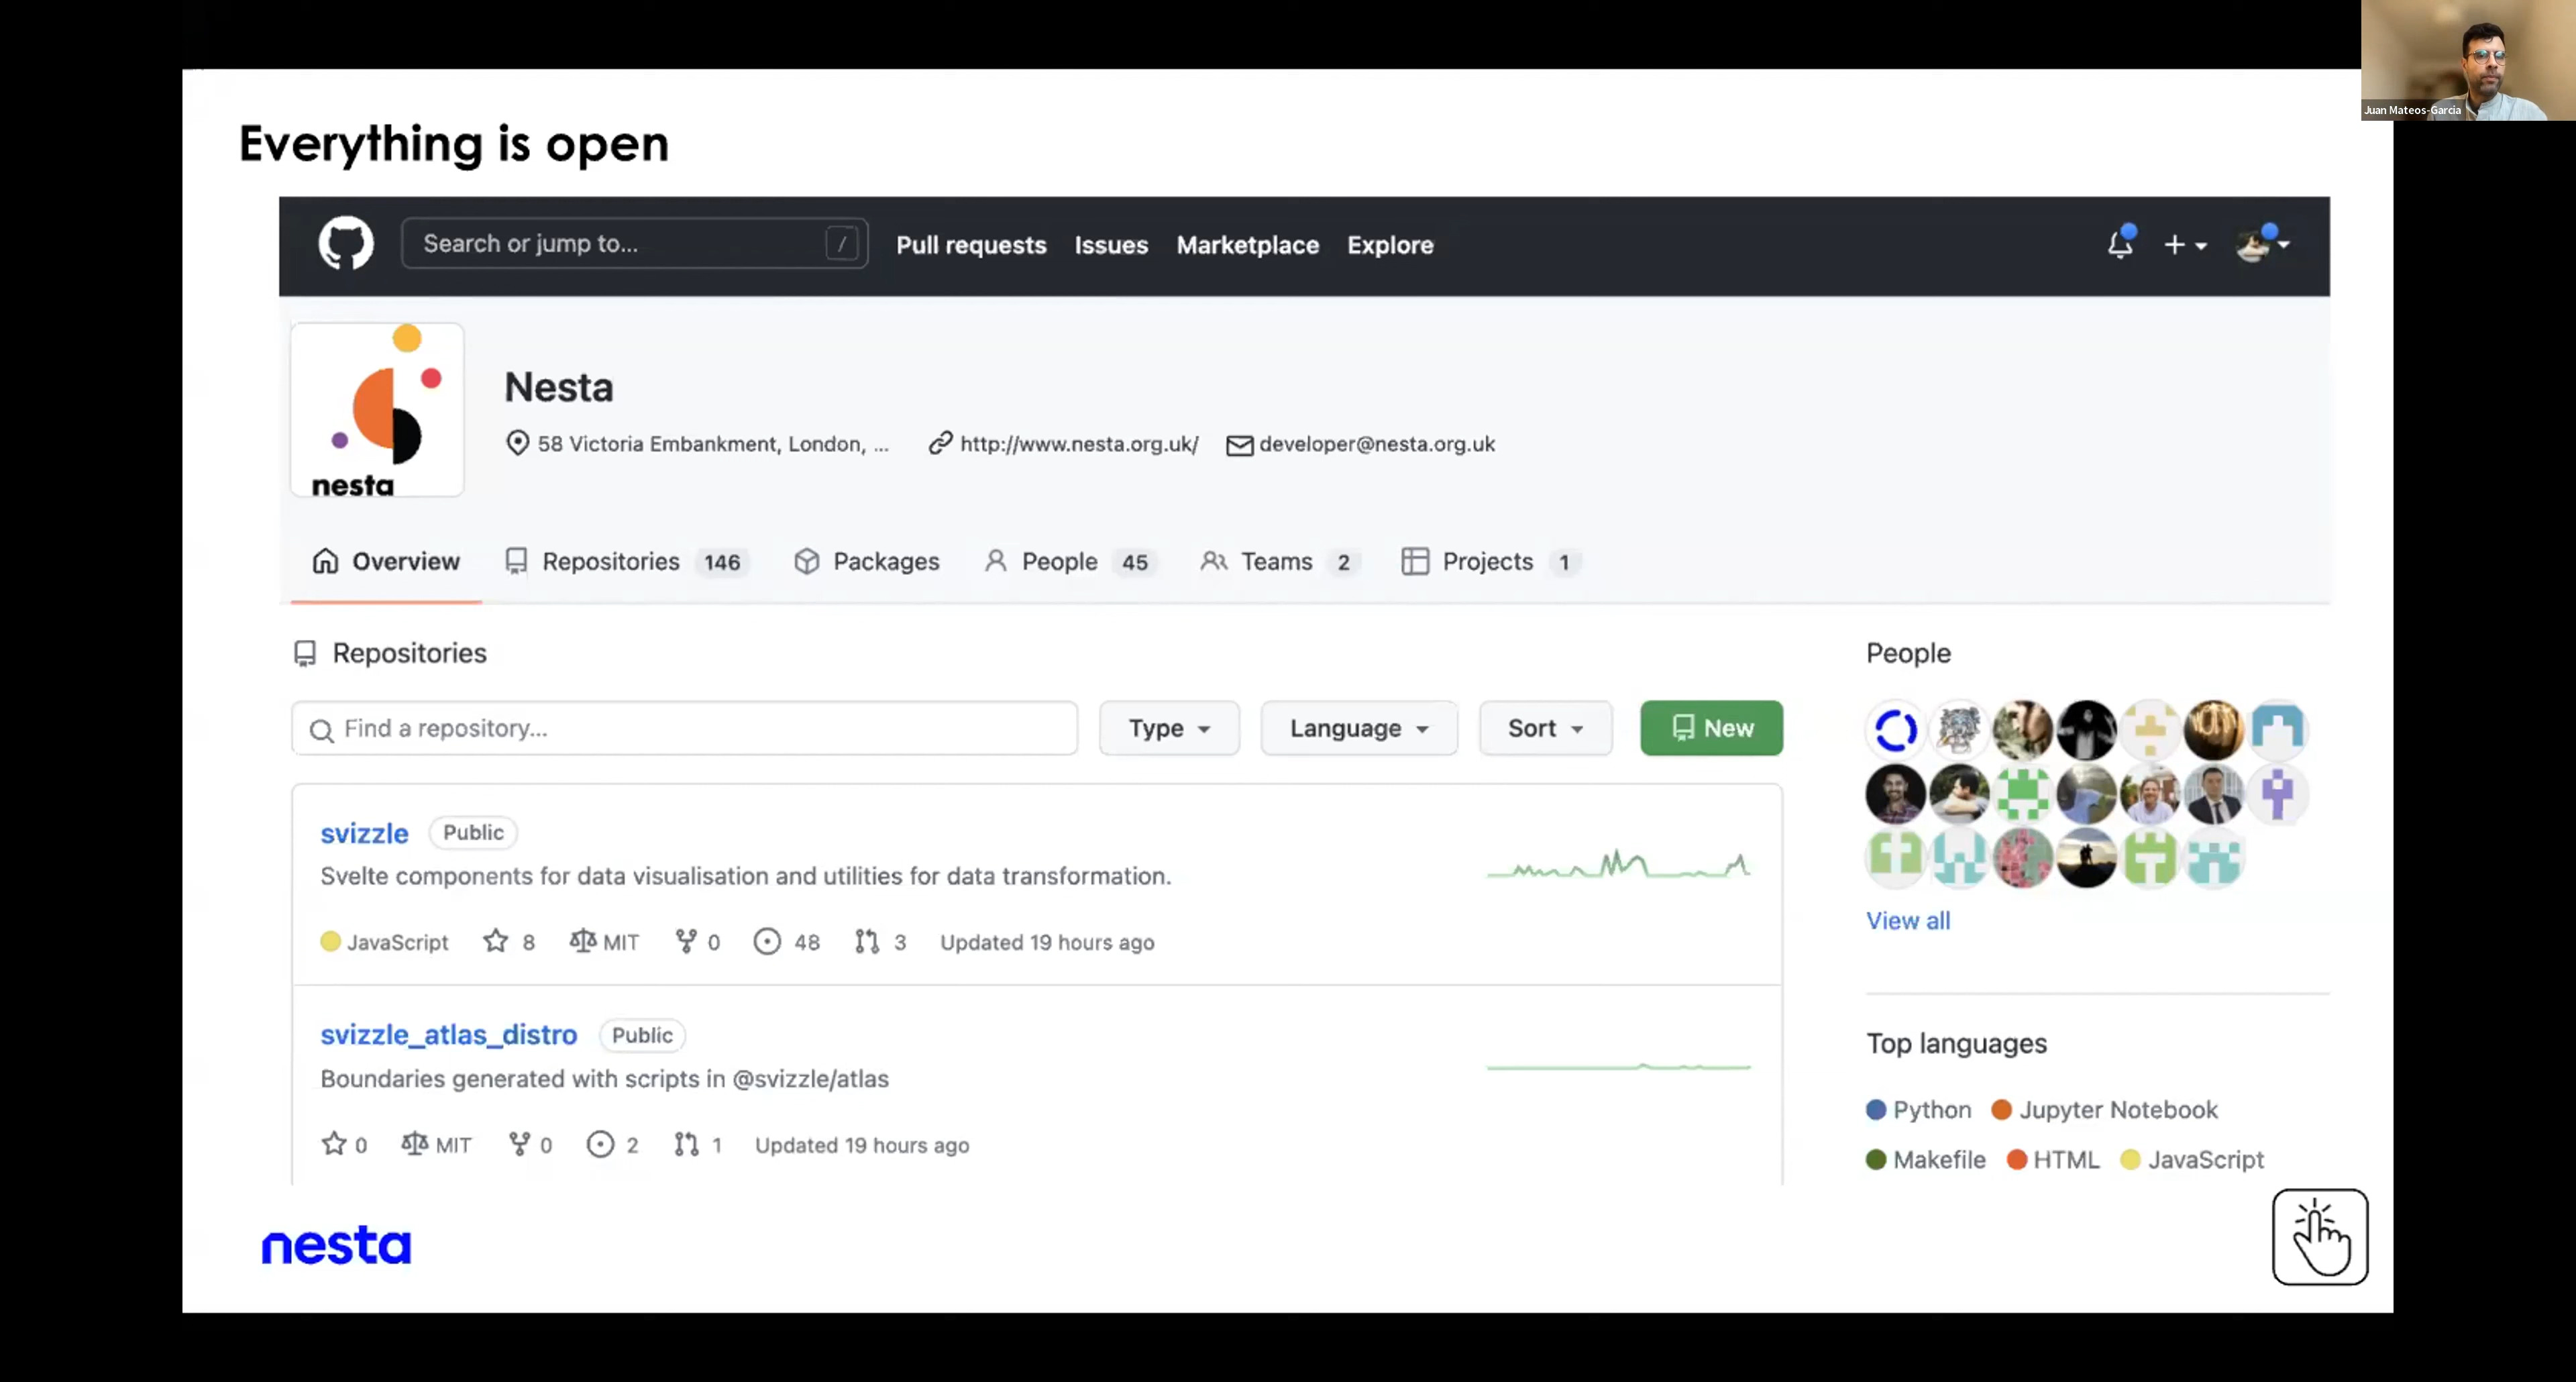 Juan Mateos-Garcia
Everything is open
Search or jump to... /
Pull requests Issues Marketplace Explore
nesta
Nesta
58 Victoria Embankment, London, ... http://www.nesta.org.uk/ developer@nesta.org.uk
Overview Repositories 146 Packages People 45 Teams 2 Projects 1
Repositories
Find a repository... Type Language Sort New
svizzle Public
Svelte components for data visualisation and utilities for data transformation.
JavaScript 8 MIT 0 48 3 Updated 19 hours ago
svizzle_atlas_distro Public
Boundaries generated with scripts in @svizzle/atlas
0 MIT 0 2 1 Updated 19 hours ago
People
View all
Top languages
Python Jupyter Notebook
Makefile HTML JavaScript
nesta